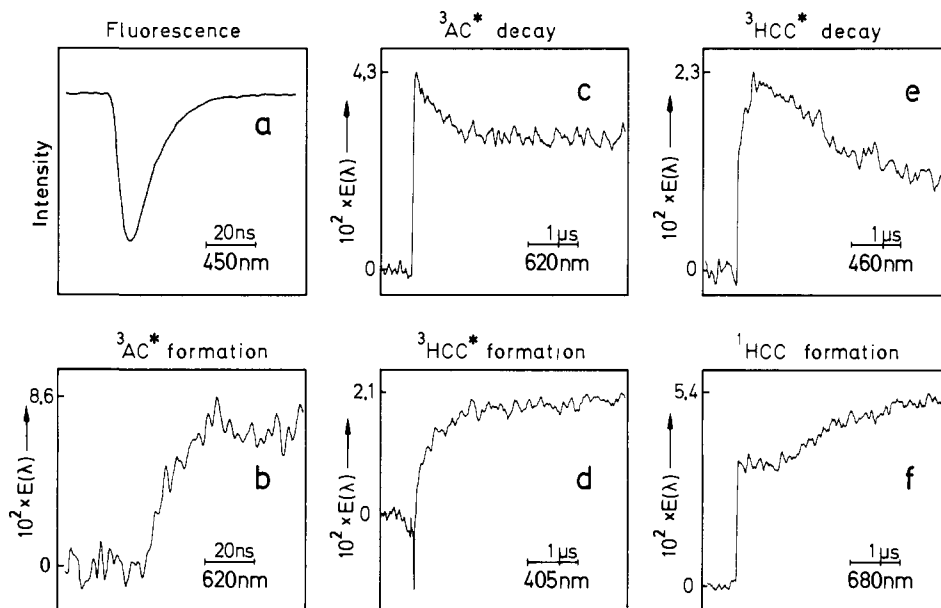 Fluorescence
Intensity
a
20ns
450nm
³AC* decay
4,3
0
10² × E(λ) →
c
1 μs
620nm
³HCC* decay
2,3
0
10² × E(λ) →
e
1 μs
460nm
³AC* formation
8,6
0
10² × E(λ) →
b
20ns
620nm
³HCC* formation
2,1
0
10² × E(λ) →
d
1 μs
405nm
¹HCC formation
5,4
0
10² × E(λ) →
f
1 μs
680nm